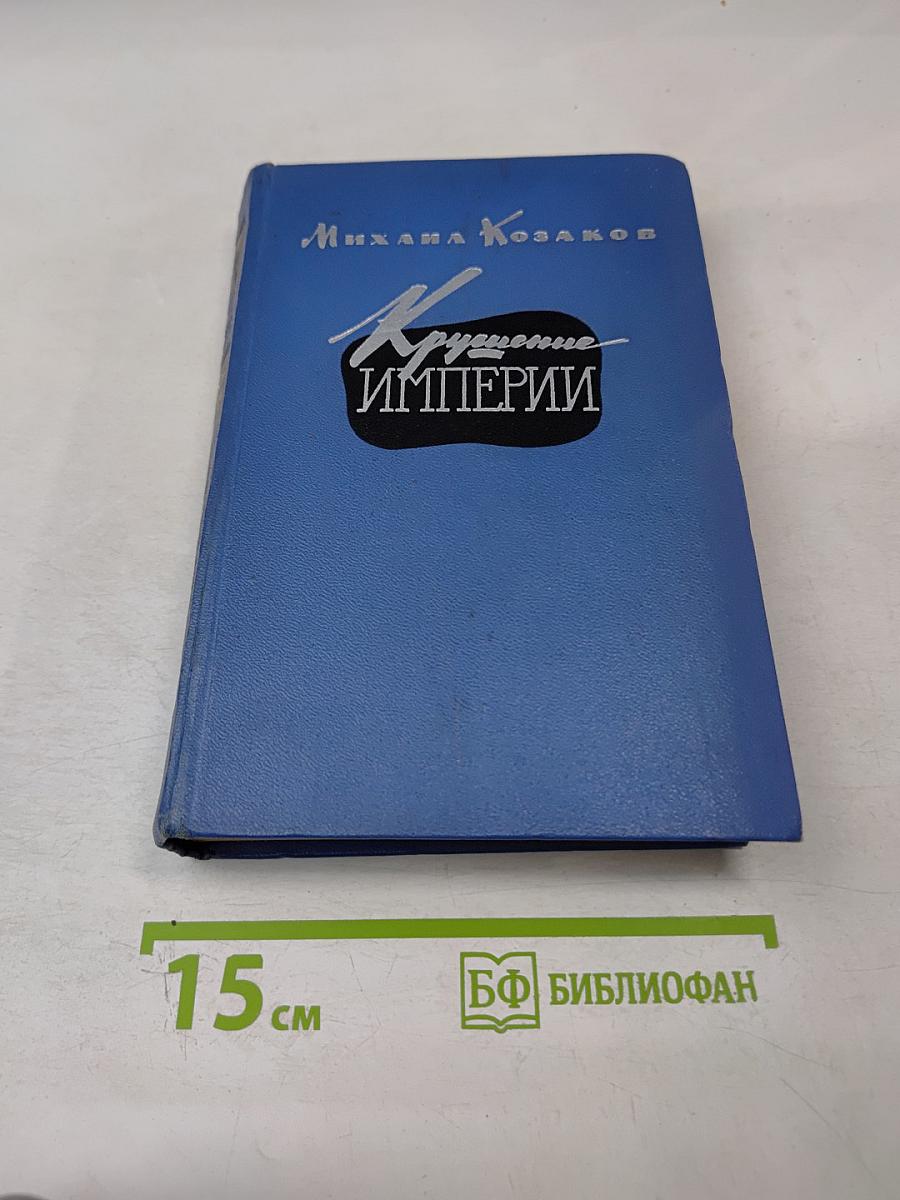 Михаил Козаков
Крушение
ИМПЕРИИ
15 см
БФ БИБЛИОФАН